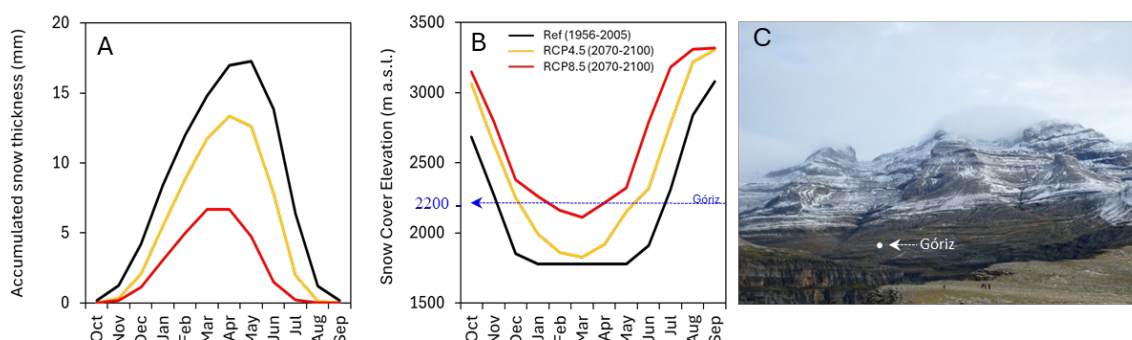 A
Accumulated snow thickness (mm)
20
15
10
5
0
Oct
Nov
Dec
Jan
Feb
Mar
Apr
May
Jun
Jul
Aug
Sep
B
Ref (1956-2005)
RCP4.5 (2070-2100)
RCP8.5 (2070-2100)
Snow Cover Elevation (m a.s.l.)
3500
3000
2500
2200
2000
1500
Góriz
Oct
Nov
Dec
Jan
Feb
Mar
Apr
May
Jun
Jul
Aug
Sep
C
Góriz